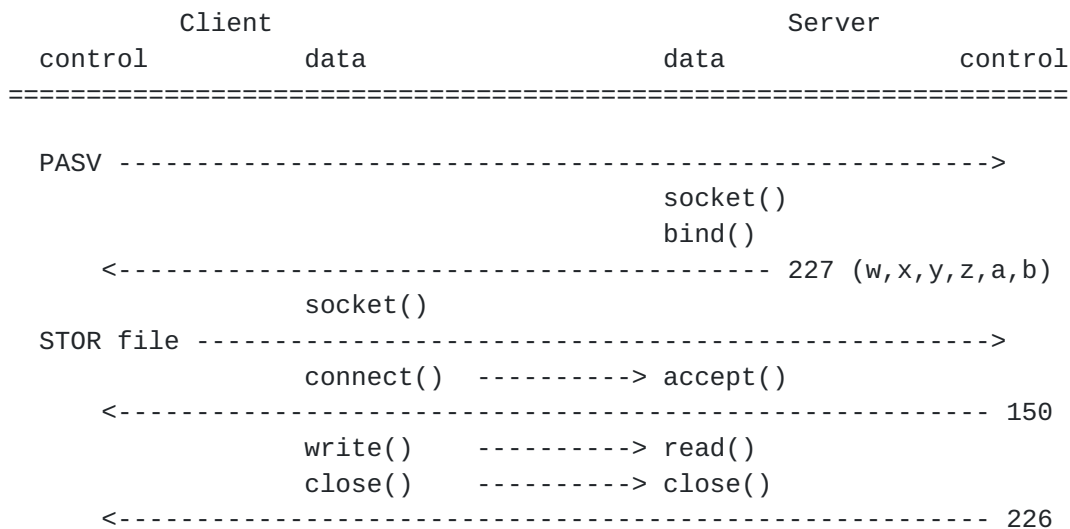 Client Server
control data data control
========================================================================
PASV -------------------------------------------------------->
socket()
bind()
<------------------------------------------ 227 (w,x,y,z,a,b)
socket()
STOR file --------------------------------------------------->
connect() ----------> accept()
<-------------------------------------------------------- 150
write() ----------> read()
close() ----------> close()
<-------------------------------------------------------- 226